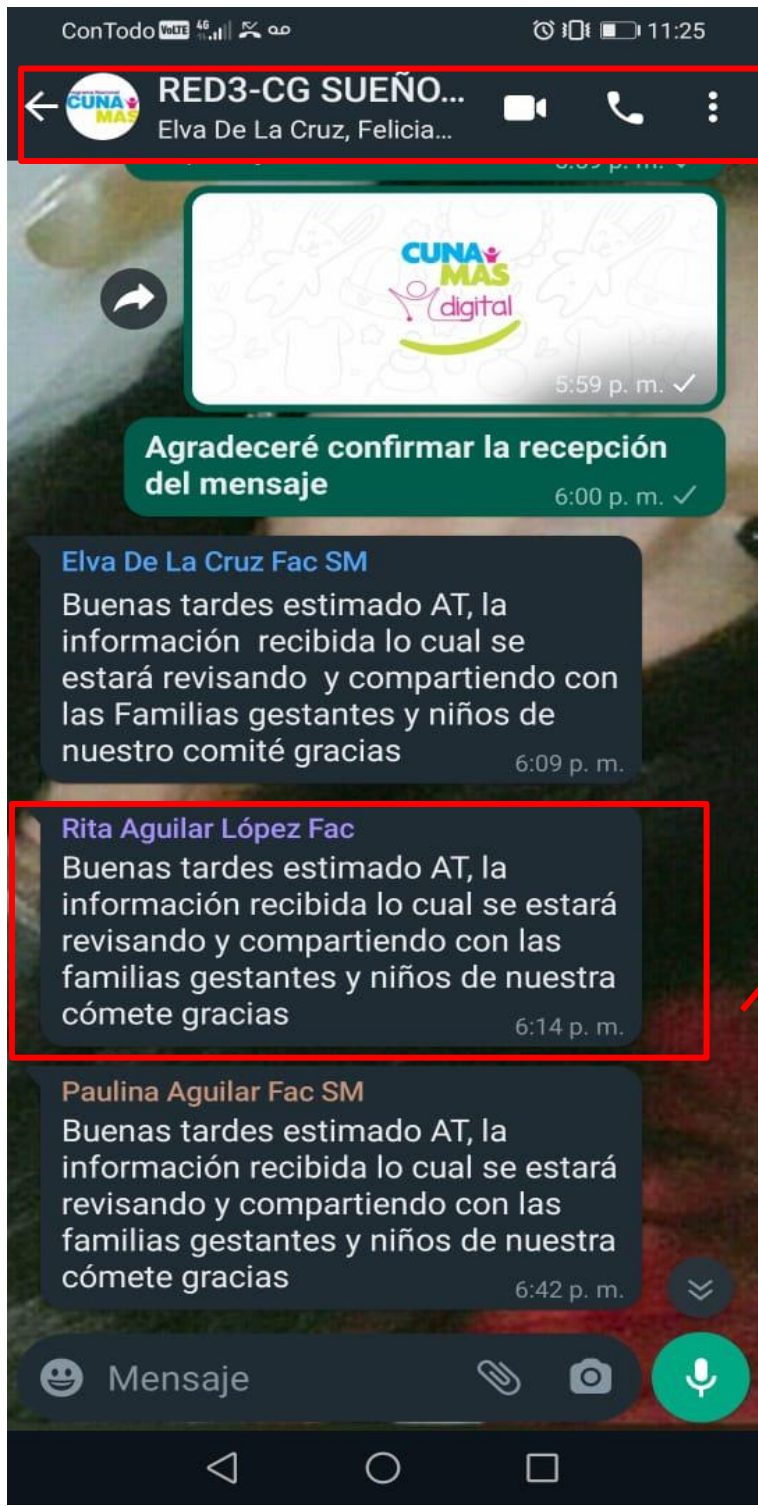 ConTodo VoLTE 4G 11:25
CUNA MAS
RED3-CG SUEÑO...
Elva De La Cruz, Felicia...
CUNA
MAS
digital
5:59 p. m.
Agradeceré confirmar la recepción
del mensaje
6:00 p. m.
Elva De La Cruz Fac SM
Buenas tardes estimado AT, la
información recibida lo cual se
estará revisando y compartiendo con
las Familias gestantes y niños de
nuestro comité gracias
6:09 p. m.
Rita Aguilar López Fac
Buenas tardes estimado AT, la
información recibida lo cual se estará
revisando y compartiendo con las
familias gestantes y niños de nuestra
cómete gracias
6:14 p. m.
Paulina Aguilar Fac SM
Buenas tardes estimado AT, la
información recibida lo cual se estará
revisando y compartiendo con las
familias gestantes y niños de nuestra
cómete gracias
6:42 p. m.
Mensaje